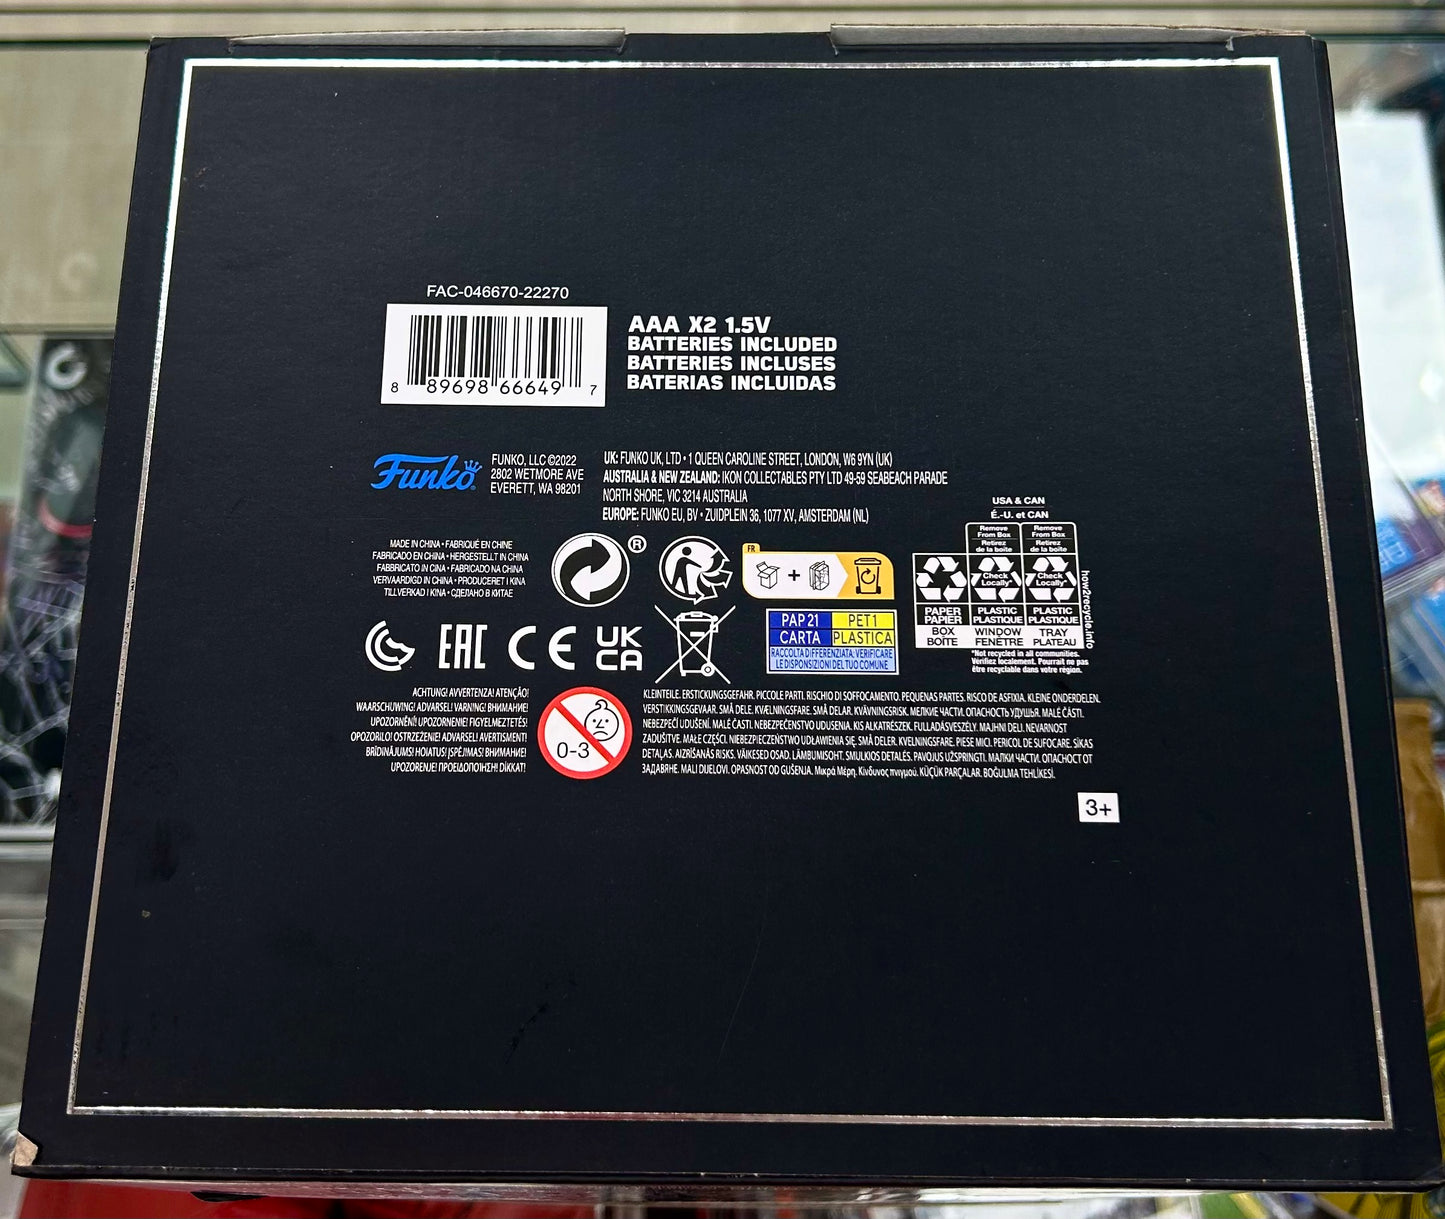 FAC-046670-22270
8 89698 66649 7
AAA X2 1.5V
BATTERIES INCLUDED
BATTERIES INCLUSES
BATERIAS INCLUIDAS
Funko
FUNKO, LLC ©2022
2802 WETMORE AVE
EVERETT, WA 98201
UK: FUNKO UK, LTD • 1 QUEEN CAROLINE STREET, LONDON, W6 9YN (UK)
AUSTRALIA & NEW ZEALAND: IKON COLLECTABLES PTY LTD 49-59 SEABEACH PARADE
NORTH SHORE, VIC 3214 AUSTRALIA
EUROPE: FUNKO EU, BV • ZUIDPLEIN 36, 1077 XV, AMSTERDAM (NL)
MADE IN CHINA • FABRIQUÉ EN CHINE
FABRICADO EN CHINA • HERGESTELLT IN CHINA
FABBRICATO IN CINA • FABRICADO NA CHINA
VERVAARDIGD IN CHINA • PRODUCERET I KINA
TILLVERKAD I KINA • СДЕЛАНО В КИТАЕ
®
FR
+
USA & CAN
É.-U. et CAN
Remove From Box
Retirez de la boîte
Remove From Box
Retirez de la boîte
Check Locally*
Check Locally*
PAPER
PAPIER
BOX
BOÎTE
PLASTIC
PLASTIQUE
WINDOW
FENÊTRE
PLASTIC
PLASTIQUE
TRAY
PLATEAU
how2recycle.info
*Not recycled in all communities.
Vérifiez localement. Pourrait ne pas
être recyclable dans votre région.
EAC CE UK CA
PAP 21 PET 1
CARTA PLASTICA
RACCOLTA DIFFERENZIATA. VERIFICARE
LE DISPOSIZIONI DEL TUO COMUNE
ACHTUNG! AVVERTENZA! ATENÇÃO!
WAARSCHUWING! ADVARSEL! VARNING! ВНИМАНИЕ!
UPOZORNĚNÍ! UPOZORNENIE! FIGYELMEZTETÉS!
OPOZORILO! OSTRZEŻENIE! ADVARSEL! AVERTISMENT!
BRĪDINĀJUMS! HOIATUS! ĮSPĖJIMAS! ВНИМАНИЕ!
UPOZORENJE! ΠΡΟΕΙΔΟΠΟΙΗΣΗ! DİKKAT!
0-3
KLEINTEILE. ERSTICKUNGSGEFAHR. PICCOLE PARTI. RISCHIO DI SOFFOCAMENTO. PEQUENAS PARTES. RISCO DE ASFIXIA. KLEINE ONDERDELEN.
VERSTIKKINGSGEVAAR. SMÅ DELE. KVÆLNINGSFARE. SMÅ DELAR. KVÄVNINGSRISK. МЕЛКИЕ ЧАСТИ. ОПАСНОСТЬ УДУШЬЯ. MALÉ ČÁSTI.
NEBEZPEČÍ UDUŠENÍ. MALÉ ČASTI. NEBEZPEČENSTVO UDUSENIA. KIS ALKATRÉSZEK. FULLADÁSVESZÉLY. MAJHNI DELI. NEVARNOST
ZADUŠITVE. MAŁE CZĘŚCI. NIEBEZPIECZEŃSTWO UDŁAWIENIA SIĘ. SMÅ DELER. KVELNINGSFARE. PIESE MICI. PERICOL DE SUFOCARE. SĪKAS
DETAĻAS. AIZRĪŠANĀS RISKS. VÄIKESED OSAD. LÄMBUMISOHT. SMULKIOS DETALĖS. PAVOJUS UŽSPRINGTI. МАЛКИ ЧАСТИ. ОПАСНОСТ ОТ
ЗАДАВЯНЕ. MALI DIJELOVI. OPASNOST OD GUŠENJA. Μικρά Μέρη. Κίνδυνος πνιγμού. KÜÇÜK PARÇALAR. BOĞULMA TEHLİKESİ.
3+